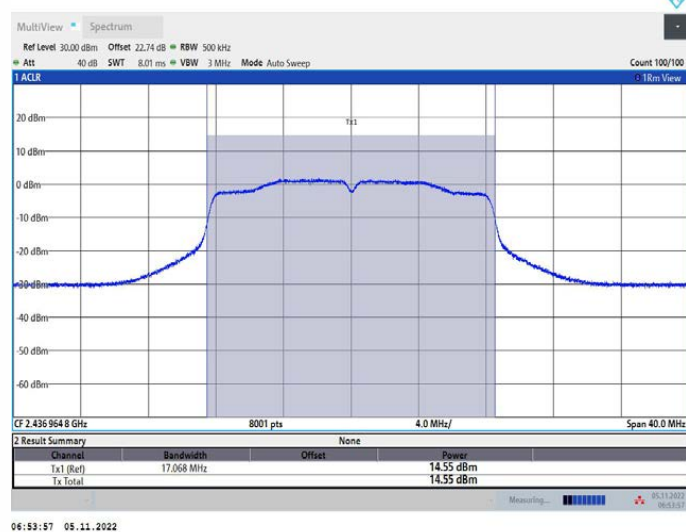 MultiView Spectrum
Ref Level 30.00 dBm Offset 22.74 dB RBW 500 kHz
Att 40 dB SWT 8.01 ms VBW 3 MHz Mode Auto Sweep Count 100/100
1 ACLR 1Rm View
20 dBm
Tx1
10 dBm
0 dBm
-10 dBm
-20 dBm
-30 dBm
-40 dBm
-50 dBm
-60 dBm
CF 2.436 964 8 GHz 8001 pts 4.0 MHz/ Span 40.0 MHz
2 Result Summary None
Channel Bandwidth Offset Power
Tx1 (Ref) 17.068 MHz 14.55 dBm
Tx Total 14.55 dBm
Measuring... 05.11.2022
06:53:57
06:53:57 05.11.2022